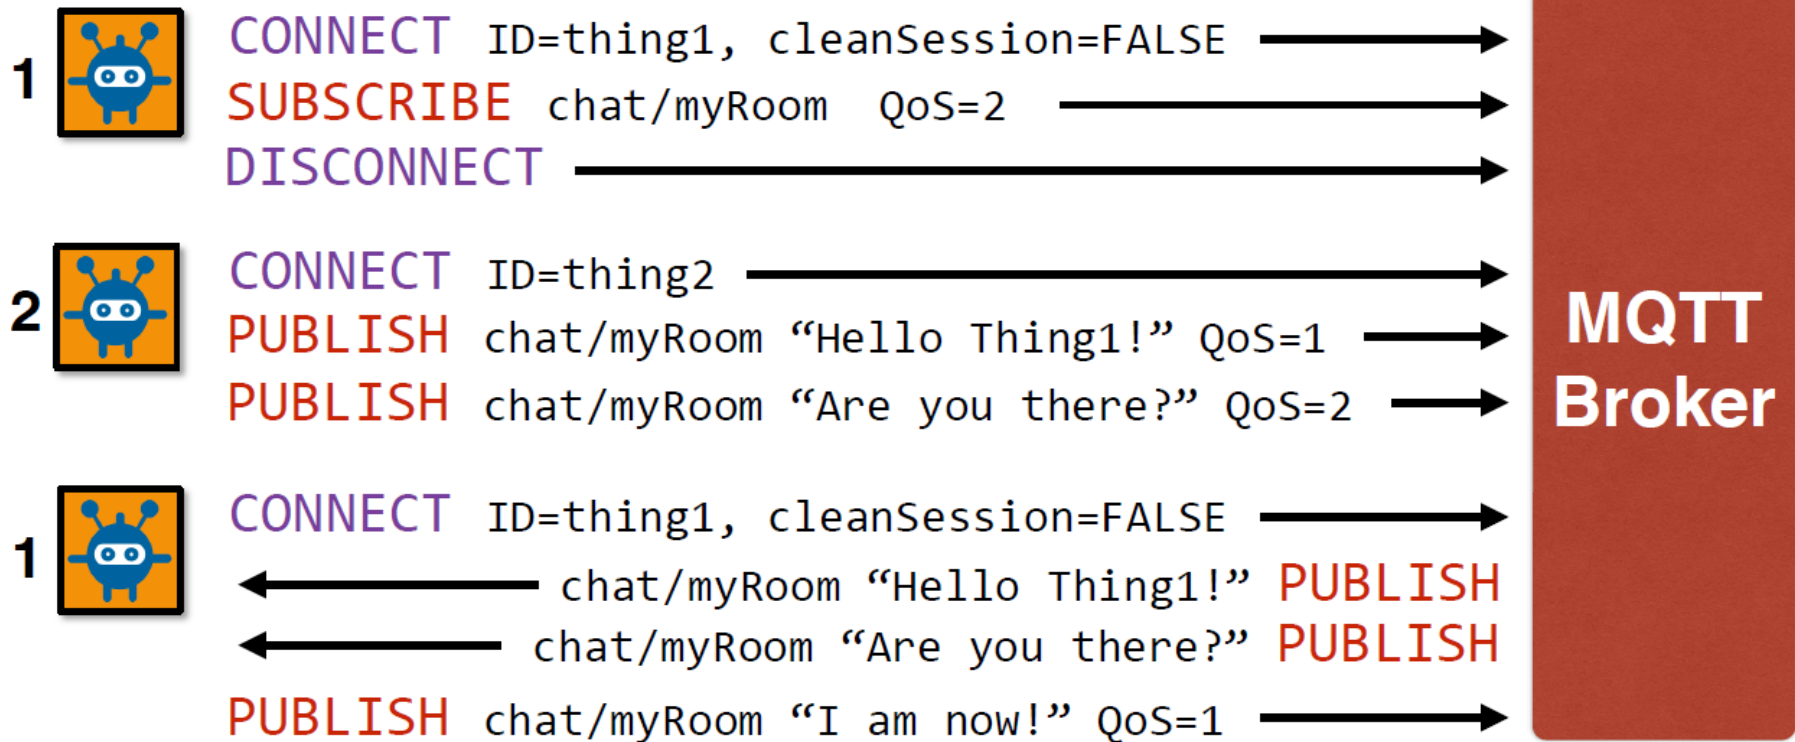 1
CONNECT ID=thing1, cleanSession=FALSE
SUBSCRIBE chat/myRoom QoS=2
DISCONNECT
2
CONNECT ID=thing2
PUBLISH chat/myRoom “Hello Thing1!” QoS=1
PUBLISH chat/myRoom “Are you there?” QoS=2
MQTT
Broker
1
CONNECT ID=thing1, cleanSession=FALSE
chat/myRoom “Hello Thing1!” PUBLISH
chat/myRoom “Are you there?” PUBLISH
PUBLISH chat/myRoom “I am now!” QoS=1